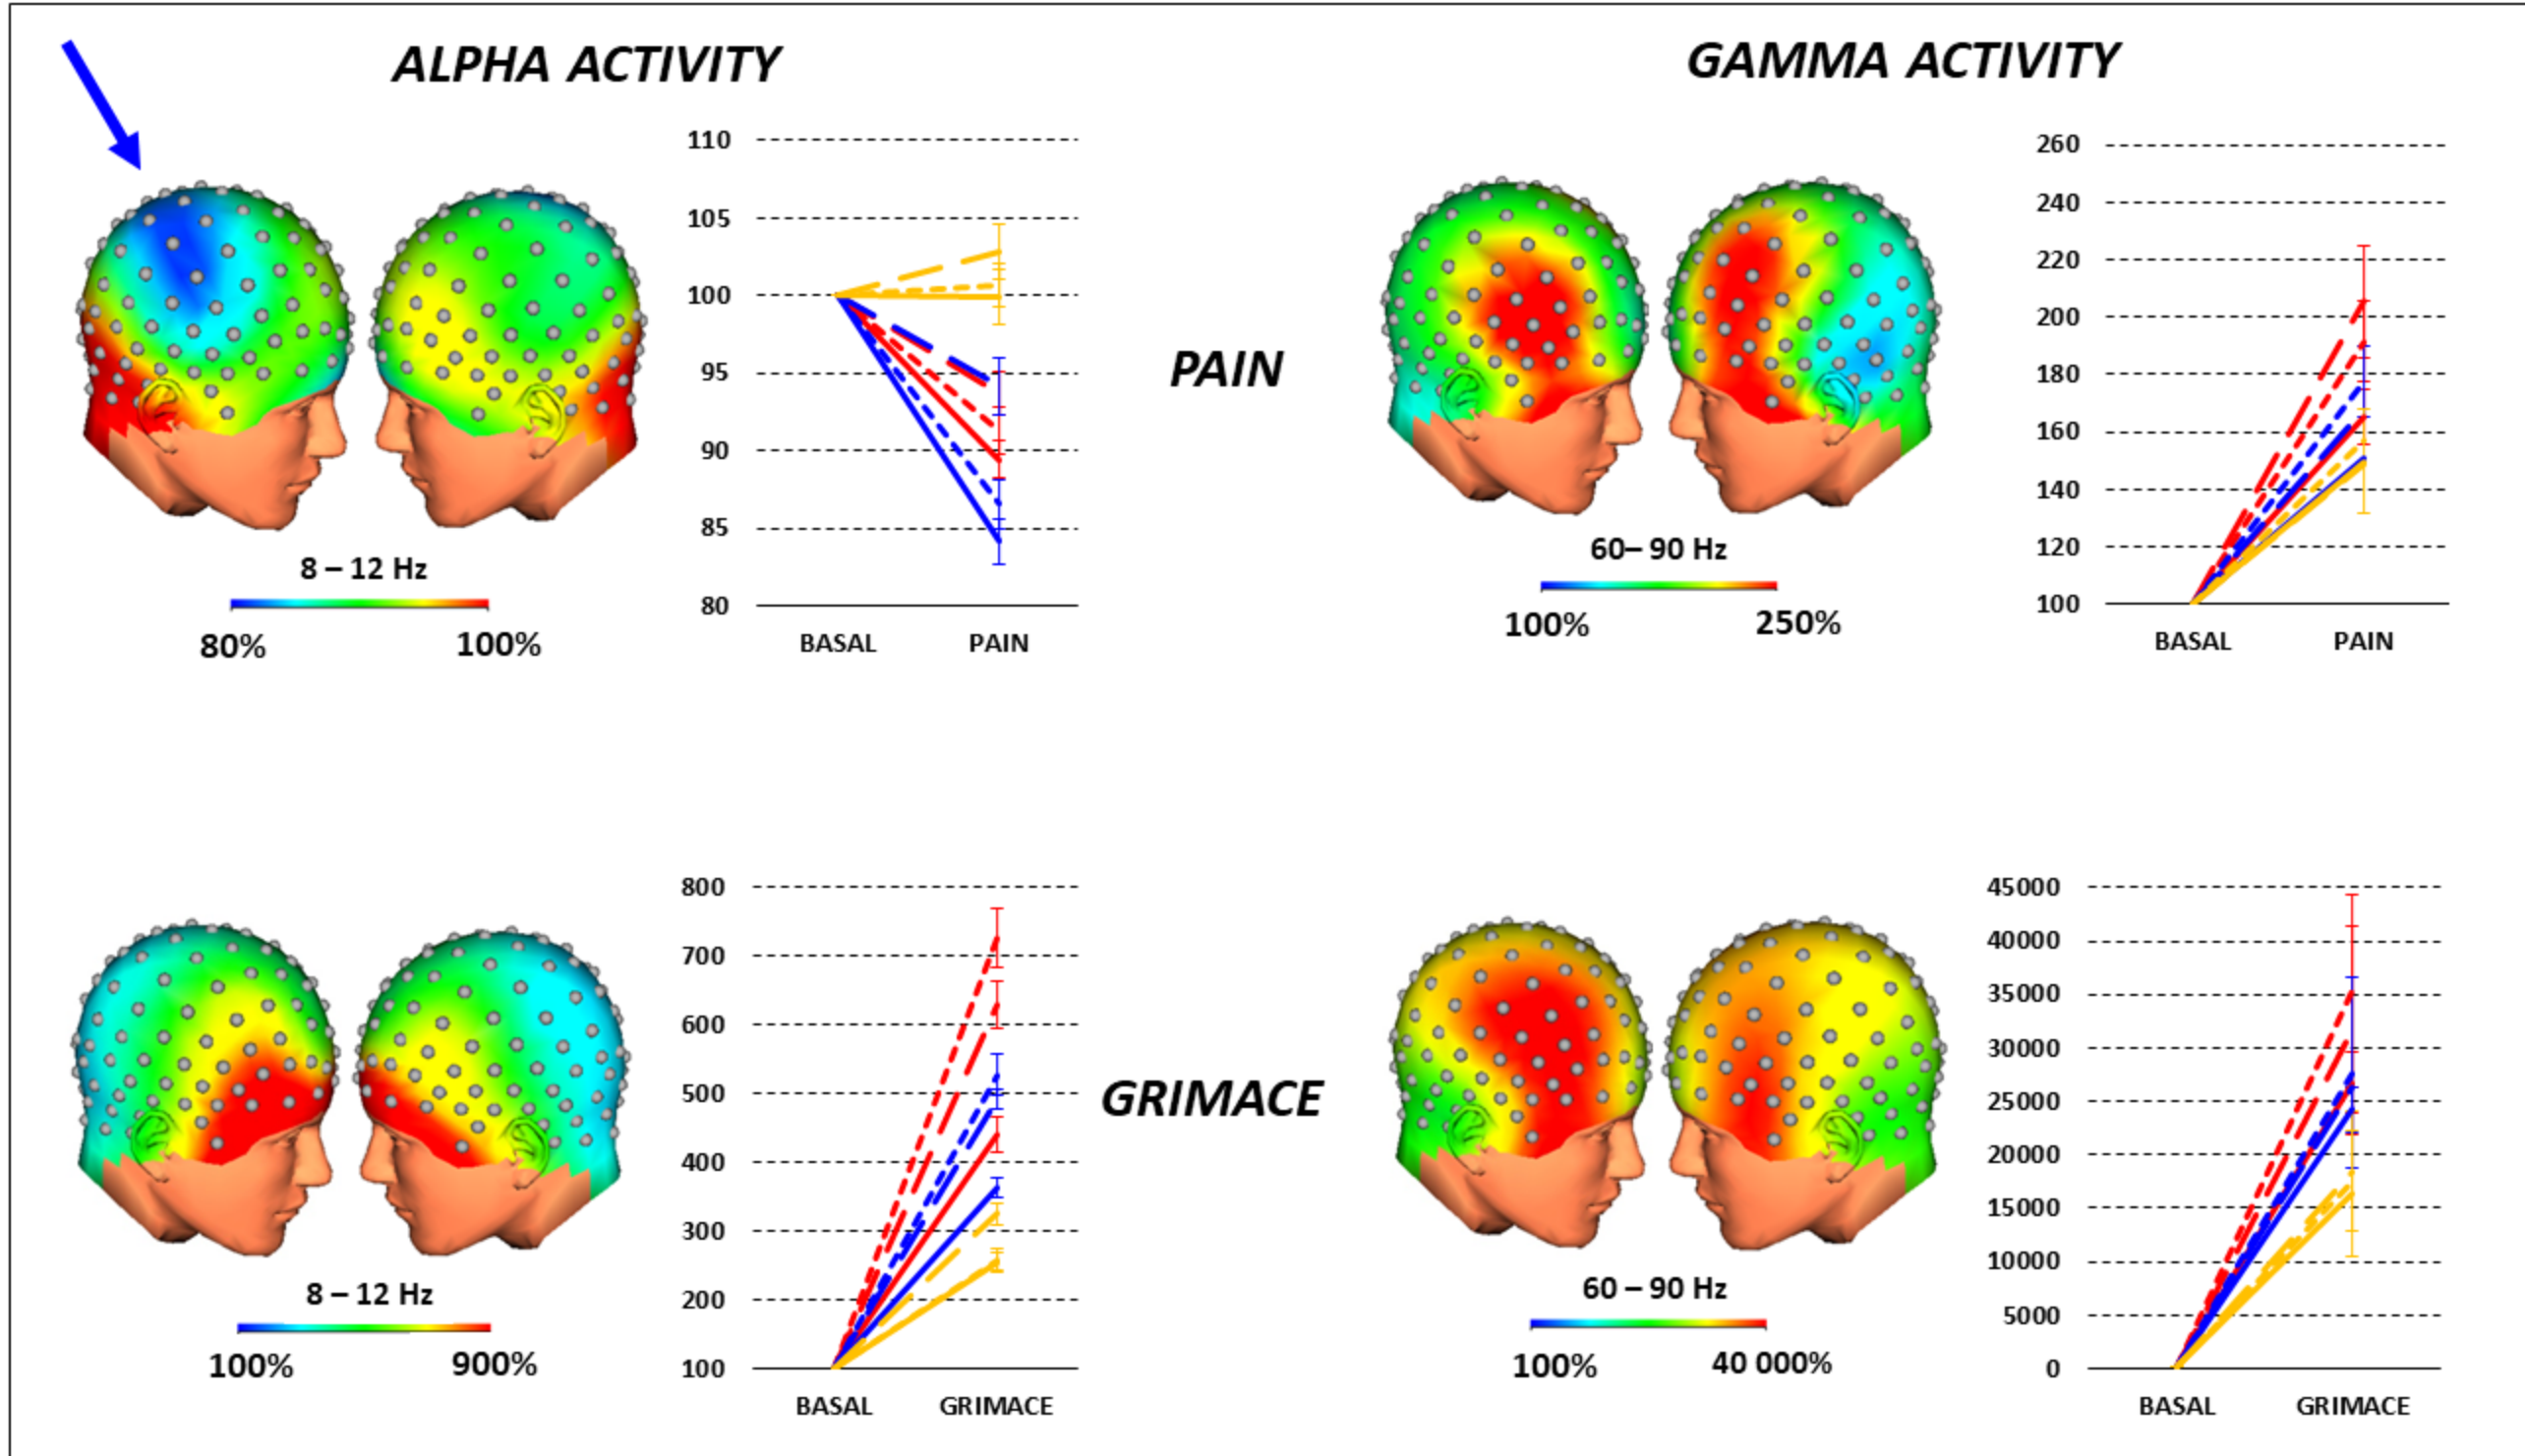 ALPHA ACTIVITY
GAMMA ACTIVITY
110
105
100
95
90
85
80
BASAL PAIN
8 – 12 Hz
80% 100%
PAIN
260
240
220
200
180
160
140
120
100
BASAL PAIN
60– 90 Hz
100% 250%
800
700
600
500
400
300
200
100
BASAL GRIMACE
8 – 12 Hz
100% 900%
GRIMACE
45000
40000
35000
30000
25000
20000
15000
10000
5000
0
BASAL GRIMACE
60 – 90 Hz
100% 40 000%